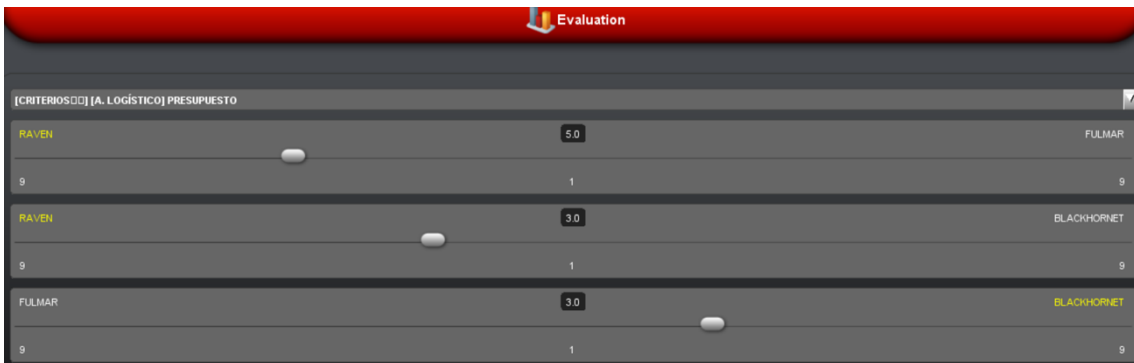 Evaluation
[CRITERIOS□□] [A. LOGÍSTICO] PRESUPUESTO
RAVEN 5.0 FULMAR
9 1 9
RAVEN 3.0 BLACKHORNET
9 1 9
FULMAR 3.0 BLACKHORNET
9 1 9